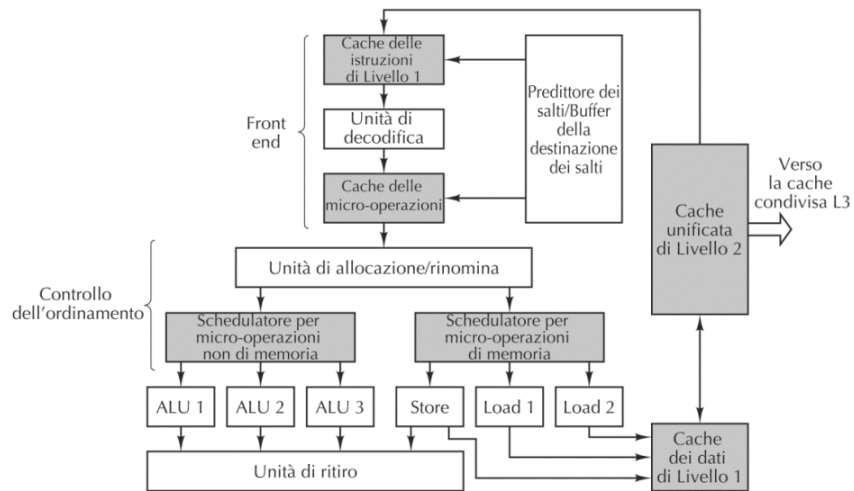 Cache delle
istruzioni
di Livello 1
Unità di
decodifica
Cache delle
micro-operazioni
Front
end
Predittore dei
salti/Buffer
della
destinazione
dei salti
Cache
unificata
di Livello 2
Verso
la cache
condivisa L3
Unità di allocazione/rinomina
Controllo
dell'ordinamento
Schedulatore per
micro-operazioni
non di memoria
Schedulatore per
micro-operazioni
di memoria
ALU 1
ALU 2
ALU 3
Store
Load 1
Load 2
Unità di ritiro
Cache
dei dati
di Livello 1